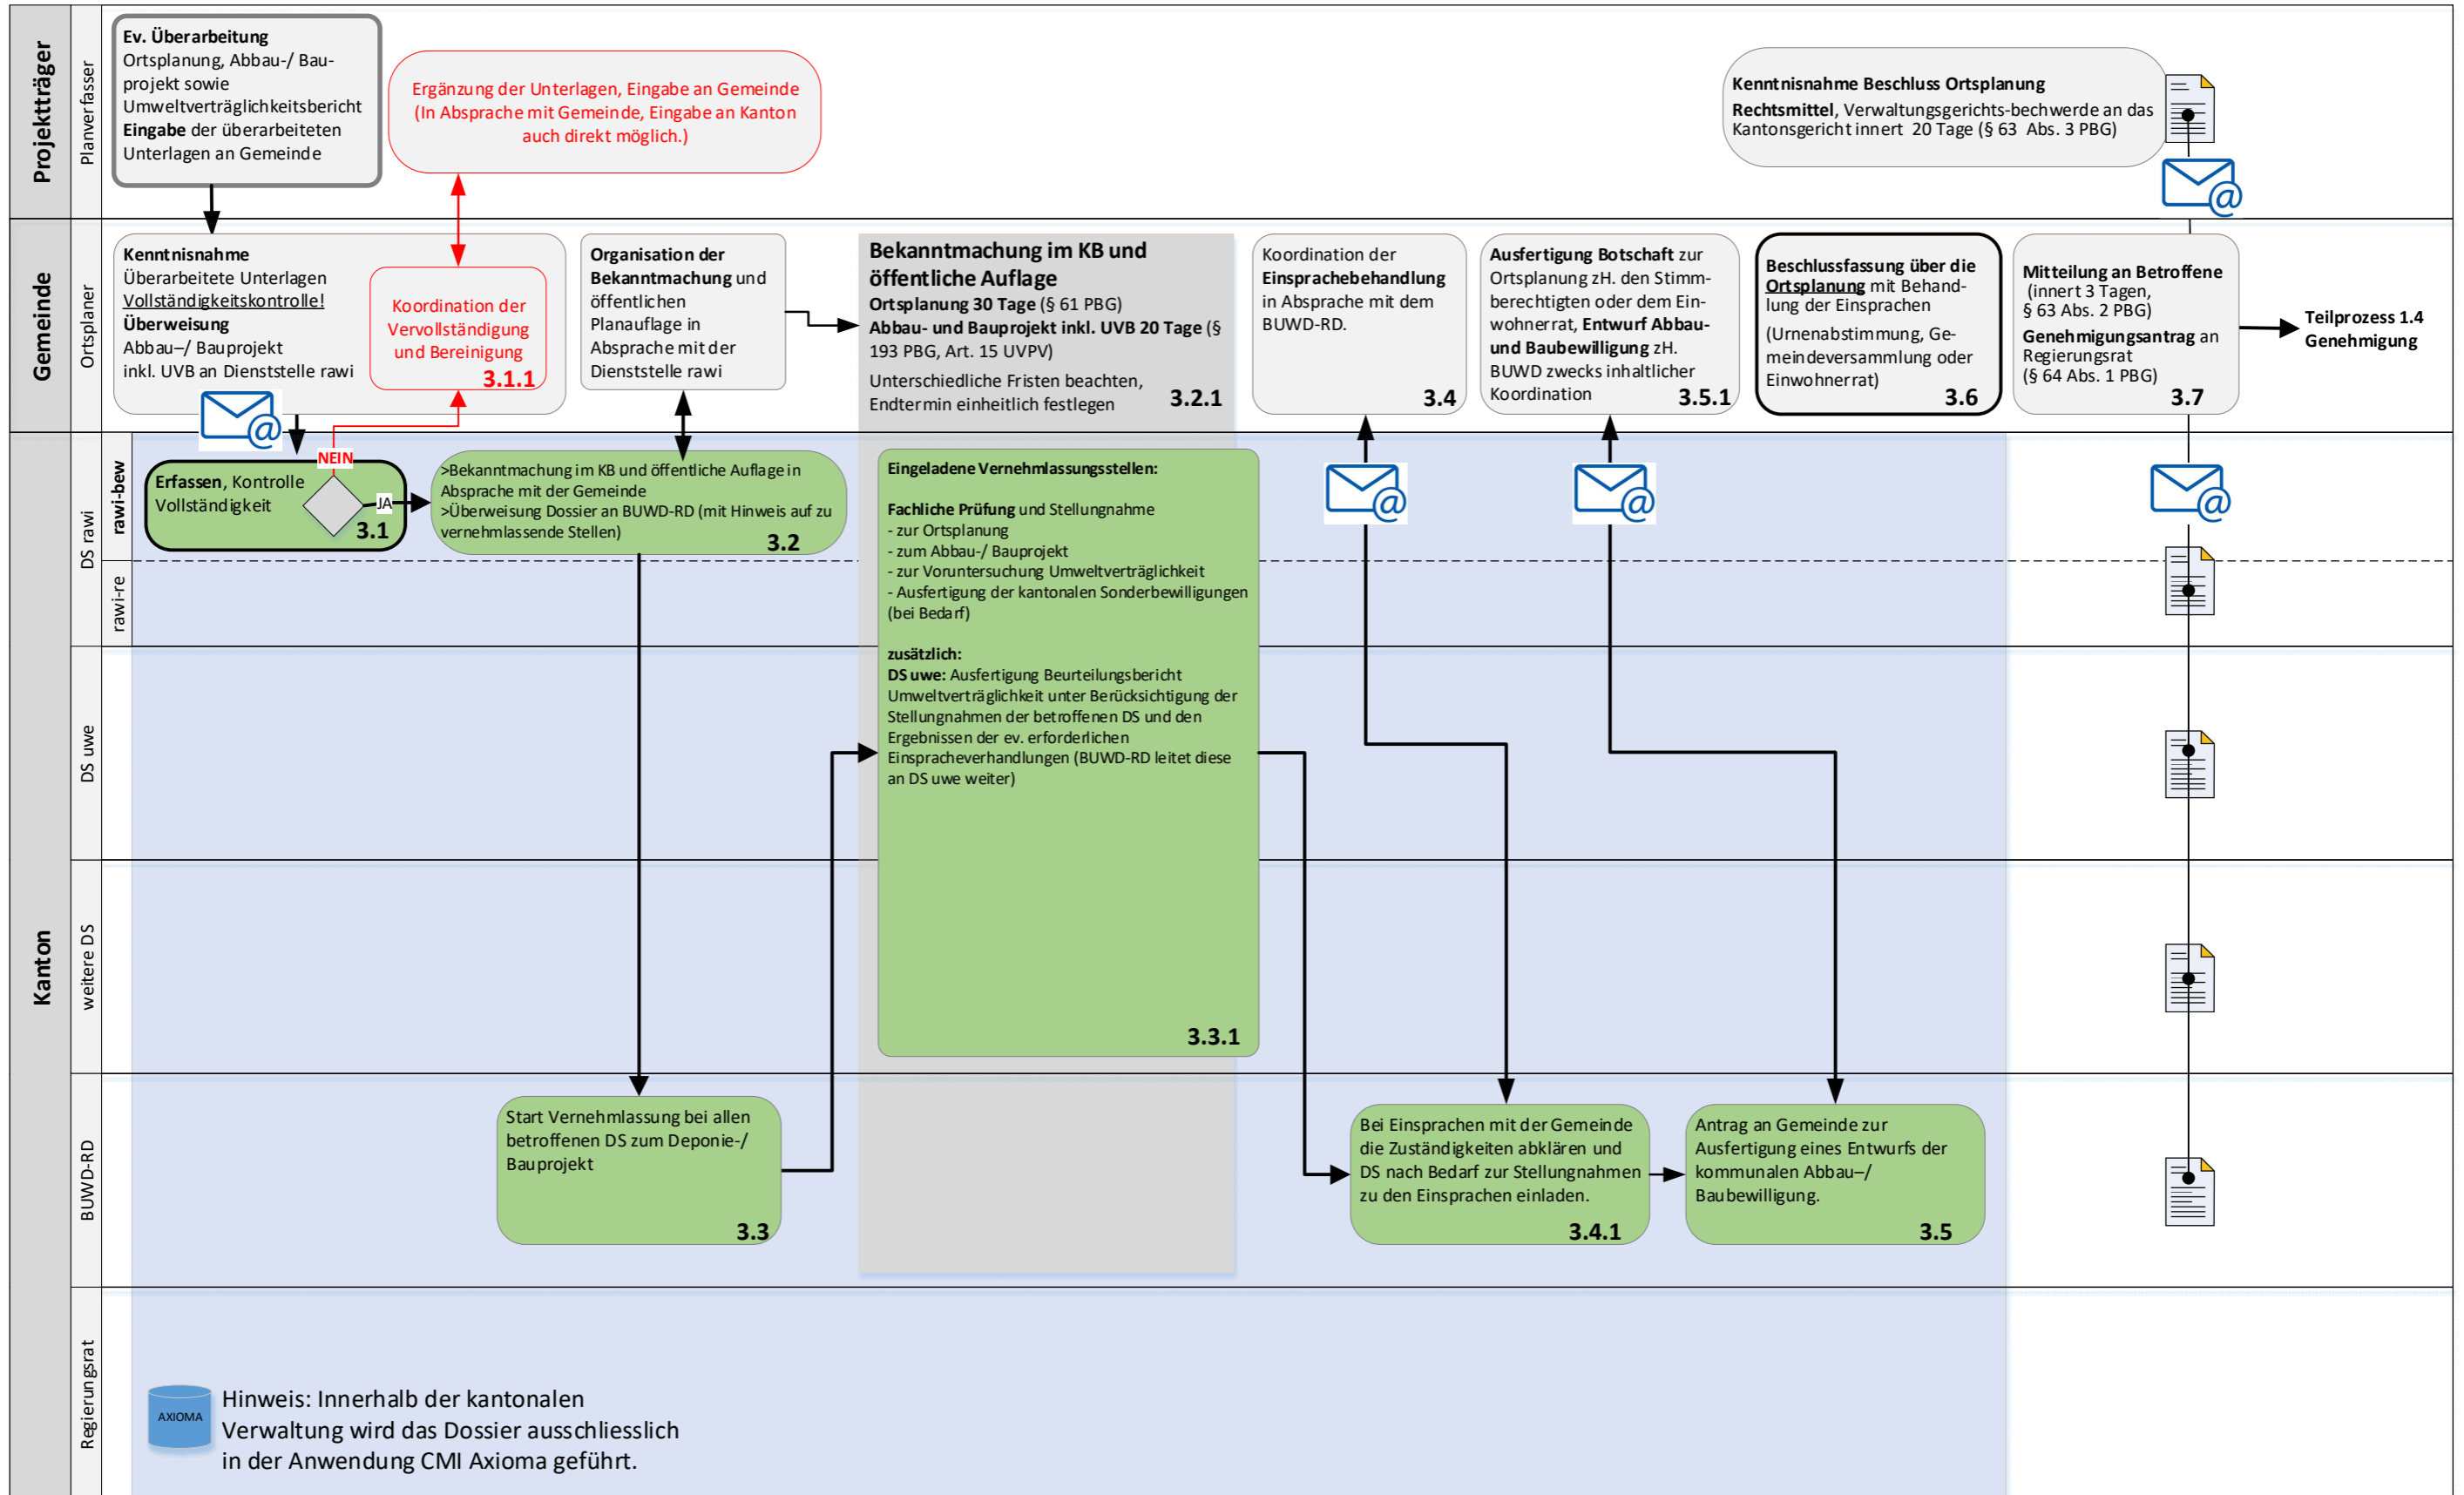 Projektträger
Planverfasser
Ev. Überarbeitung
Ortsplanung, Abbau-/ Bau-
projekt sowie
Umweltverträglichkeitsbericht
Eingabe der überarbeiteten
Unterlagen an Gemeinde
Ergänzung der Unterlagen, Eingabe an Gemeinde
(In Absprache mit Gemeinde, Eingabe an Kanton
auch direkt möglich.)
Kenntnisnahme Beschluss Ortsplanung
Rechtsmittel, Verwaltungsgerichts-bechwerde an das
Kantonsgericht innert 20 Tage (§ 63 Abs. 3 PBG)
Gemeinde
Ortsplaner
Kenntnisnahme
Überarbeitete Unterlagen
Vollständigkeitskontrolle!
Überweisung
Abbau–/ Bauprojekt
inkl. UVB an Dienststelle rawi
Koordination der
Vervollständigung
und Bereinigung
3.1.1
Organisation der
Bekanntmachung und
öffentlichen
Planauflage in
Absprache mit der
Dienststelle rawi
Bekanntmachung im KB und
öffentliche Auflage
Ortsplanung 30 Tage (§ 61 PBG)
Abbau- und Bauprojekt inkl. UVB 20 Tage (§
193 PBG, Art. 15 UVPV)
Unterschiedliche Fristen beachten,
Endtermin einheitlich festlegen
3.2.1
Koordination der
Einsprachebehandlung
in Absprache mit dem
BUWD-RD.
3.4
Ausfertigung Botschaft zur
Ortsplanung zH. den Stimm-
berechtigten oder dem Ein-
wohnerrat, Entwurf Abbau-
und Baubewilligung zH.
BUWD zwecks inhaltlicher
Koordination
3.5.1
Beschlussfassung über die
Ortsplanung mit Behand-
lung der Einsprachen
(Urnenabstimmung, Ge-
meindeversammlung oder
Einwohnerrat)
3.6
Mitteilung an Betroffene
(innert 3 Tagen,
§ 63 Abs. 2 PBG)
Genehmigungsantrag an
Regierungsrat
(§ 64 Abs. 1 PBG)
3.7
Teilprozess 1.4
Genehmigung
Kanton
DS rawi
rawi-bew
rawi-re
Erfassen, Kontrolle
Vollständigkeit
NEIN
JA
3.1
>Bekanntmachung im KB und öffentliche Auflage in
Absprache mit der Gemeinde
>Überweisung Dossier an BUWD-RD (mit Hinweis auf zu
vernehmlassende Stellen)
3.2
Eingeladene Vernehmlassungsstellen:
Fachliche Prüfung und Stellungnahme
- zur Ortsplanung
- zum Abbau-/ Bauprojekt
- zur Voruntersuchung Umweltverträglichkeit
- Ausfertigung der kantonalen Sonderbewilligungen
(bei Bedarf)
zusätzlich:
DS uwe: Ausfertigung Beurteilungsbericht
Umweltverträglichkeit unter Berücksichtigung der
Stellungnahmen der betroffenen DS und den
Ergebnissen der ev. erforderlichen
Einspracheverhandlungen (BUWD-RD leitet diese
an DS uwe weiter)
3.3.1
DS uwe
weitere DS
BUWD-RD
Start Vernehmlassung bei allen
betroffenen DS zum Deponie-/
Bauprojekt
3.3
Bei Einsprachen mit der Gemeinde
die Zuständigkeiten abklären und
DS nach Bedarf zur Stellungnahmen
zu den Einsprachen einladen.
3.4.1
Antrag an Gemeinde zur
Ausfertigung eines Entwurfs der
kommunalen Abbau–/
Baubewilligung.
3.5
Regierungsrat
AXIOMA
Hinweis: Innerhalb der kantonalen
Verwaltung wird das Dossier ausschliesslich
in der Anwendung CMI Axioma geführt.